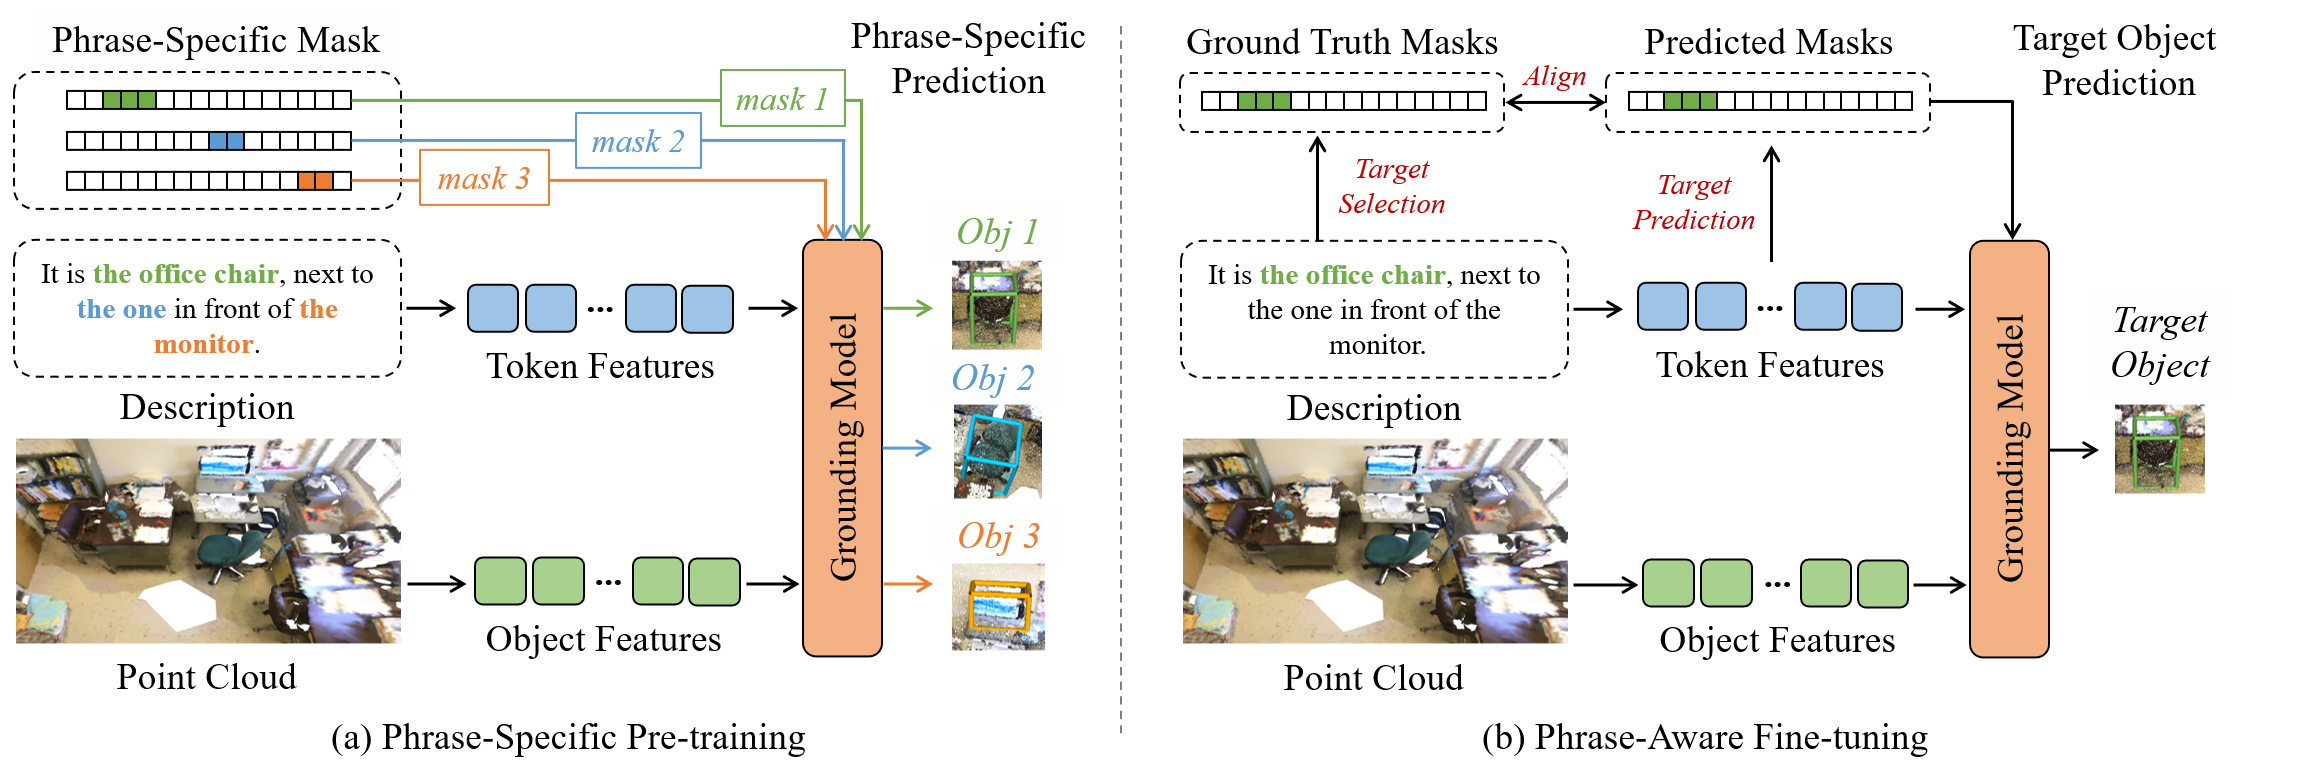 Phrase-Specific Mask
Phrase-Specific
Prediction
mask 1
mask 2
mask 3
It is the office chair, next to
the one in front of the
monitor.
Description
Token Features
Point Cloud
Object Features
Grounding Model
Obj 1
Obj 2
Obj 3
(a) Phrase-Specific Pre-training
Ground Truth Masks
Align
Predicted Masks
Target Object
Prediction
Target
Selection
Target
Prediction
It is the office chair, next to
the one in front of the
monitor.
Description
Token Features
Point Cloud
Object Features
Grounding Model
Target
Object
(b) Phrase-Aware Fine-tuning